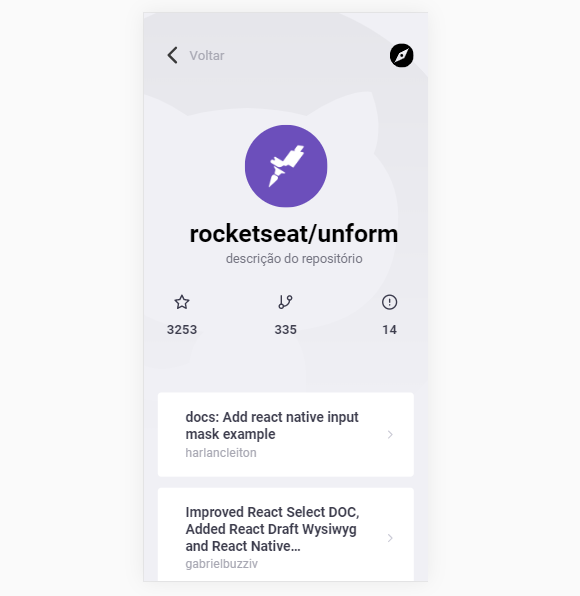 Voltar
rocketseat/unform
descrição do repositório
3253
335
14
docs: Add react native input
mask example
harlancleiton
Improved React Select DOC,
Added React Draft Wysiwyg
and React Native...
gabrielbuzziv